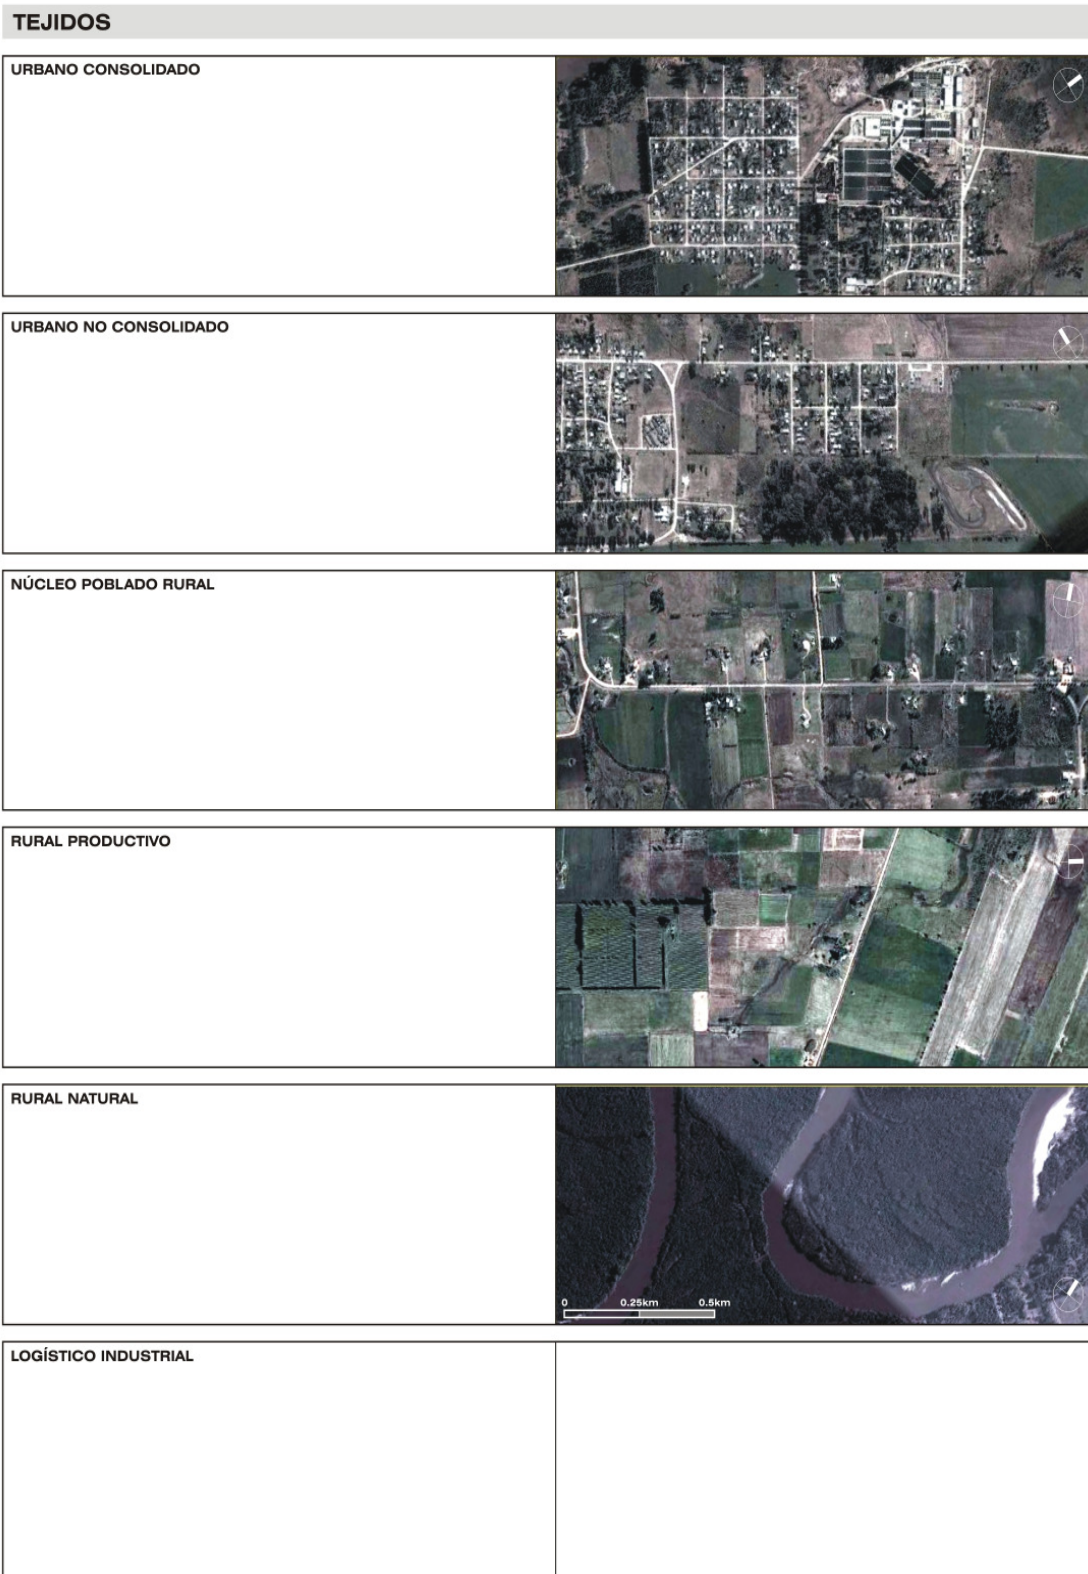 TEJIDOS
URBANO CONSOLIDADO
URBANO NO CONSOLIDADO
NÚCLEO POBLADO RURAL
RURAL PRODUCTIVO
RURAL NATURAL
0 0.25km 0.5km
LOGÍSTICO INDUSTRIAL